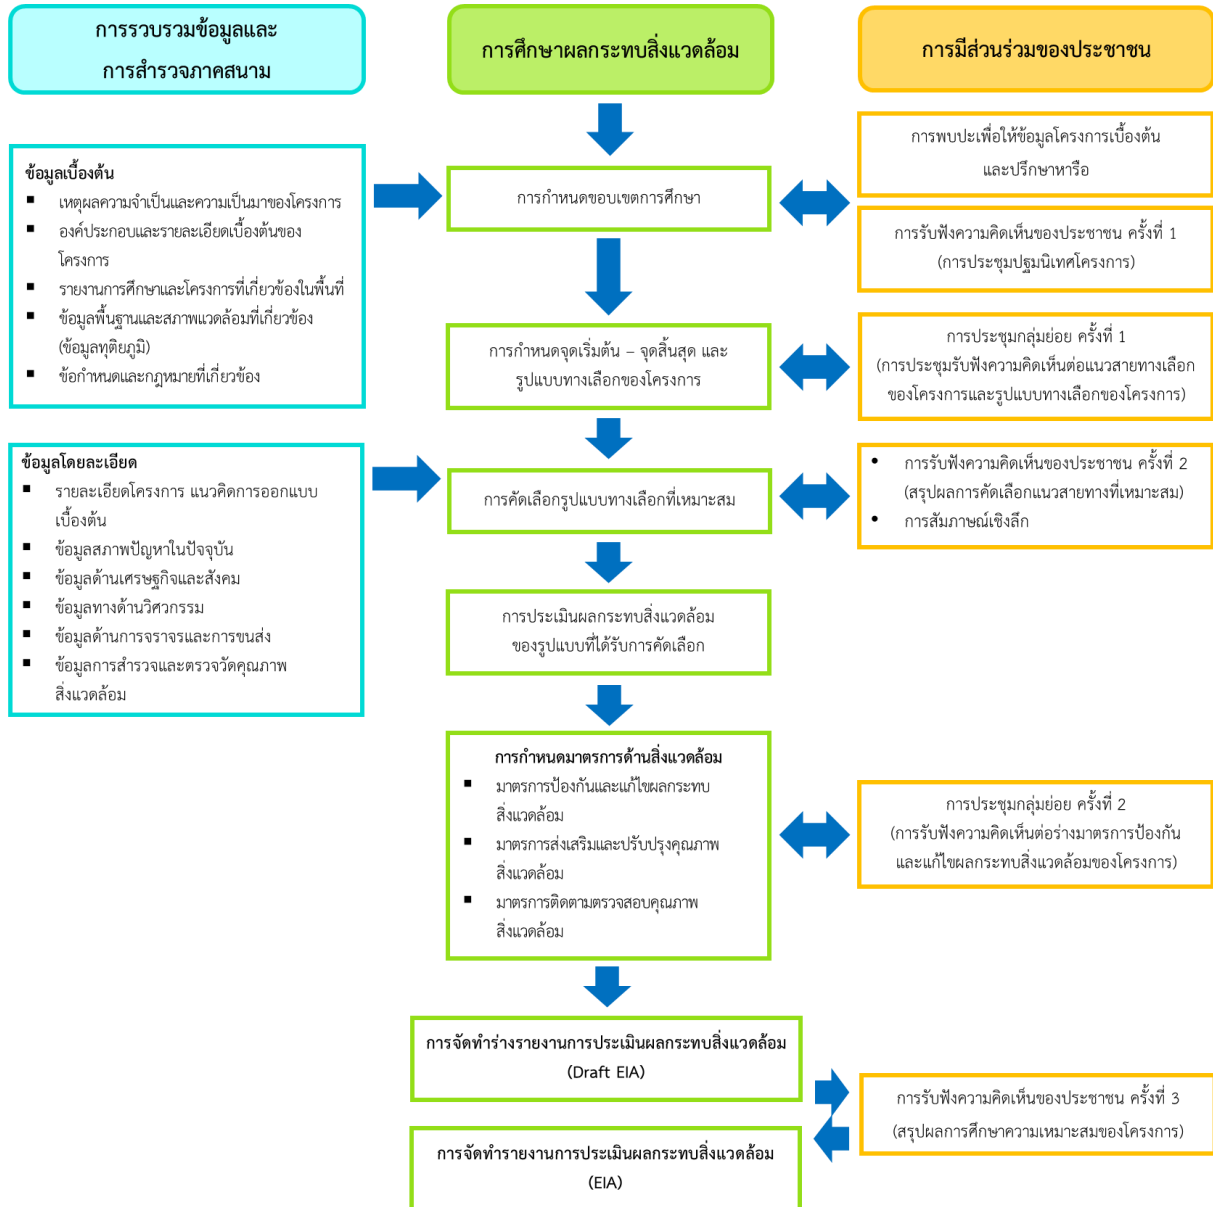 การรวบรวมข้อมูลและ
การสำรวจภาคสนาม
การศึกษาผลกระทบสิ่งแวดล้อม
การมีส่วนร่วมของประชาชน
ข้อมูลเบื้องต้น
▪ เหตุผลความจำเป็นและความเป็นมาของโครงการ
▪ องค์ประกอบและรายละเอียดเบื้องต้นของ
โครงการ
▪ รายงานการศึกษาและโครงการที่เกี่ยวข้องในพื้นที่
▪ ข้อมูลพื้นฐานและสภาพแวดล้อมที่เกี่ยวข้อง
(ข้อมูลทุติยภูมิ)
▪ ข้อกำหนดและกฎหมายที่เกี่ยวข้อง
การกำหนดขอบเขตการศึกษา
การพบปะเพื่อให้ข้อมูลโครงการเบื้องต้น
และปรึกษาหารือ
การรับฟังความคิดเห็นของประชาชน ครั้งที่ 1
(การประชุมปฐมนิเทศโครงการ)
การกำหนดจุดเริ่มต้น – จุดสิ้นสุด และ
รูปแบบทางเลือกของโครงการ
การประชุมกลุ่มย่อย ครั้งที่ 1
(การประชุมรับฟังความคิดเห็นต่อแนวสายทางเลือก
ของโครงการและรูปแบบทางเลือกของโครงการ)
ข้อมูลโดยละเอียด
▪ รายละเอียดโครงการ แนวคิดการออกแบบ
เบื้องต้น
▪ ข้อมูลสภาพปัญหาในปัจจุบัน
▪ ข้อมูลด้านเศรษฐกิจและสังคม
▪ ข้อมูลทางด้านวิศวกรรม
▪ ข้อมูลด้านการจราจรและการขนส่ง
▪ ข้อมูลการสำรวจและตรวจวัดคุณภาพ
สิ่งแวดล้อม
การคัดเลือกรูปแบบทางเลือกที่เหมาะสม
• การรับฟังความคิดเห็นของประชาชน ครั้งที่ 2
(สรุปผลการคัดเลือกแนวสายทางที่เหมาะสม)
• การสัมภาษณ์เชิงลึก
การประเมินผลกระทบสิ่งแวดล้อม
ของรูปแบบที่ได้รับการคัดเลือก
การกำหนดมาตรการด้านสิ่งแวดล้อม
▪ มาตรการป้องกันและแก้ไขผลกระทบ
สิ่งแวดล้อม
▪ มาตรการส่งเสริมและปรับปรุงคุณภาพ
สิ่งแวดล้อม
▪ มาตรการติดตามตรวจสอบคุณภาพ
สิ่งแวดล้อม
การประชุมกลุ่มย่อย ครั้งที่ 2
(การรับฟังความคิดเห็นต่อร่างมาตรการป้องกัน
และแก้ไขผลกระทบสิ่งแวดล้อมของโครงการ)
การจัดทำร่างรายงานการประเมินผลกระทบสิ่งแวดล้อม
(Draft EIA)
การรับฟังความคิดเห็นของประชาชน ครั้งที่ 3
(สรุปผลการศึกษาความเหมาะสมของโครงการ)
การจัดทำรายงานการประเมินผลกระทบสิ่งแวดล้อม
(EIA)